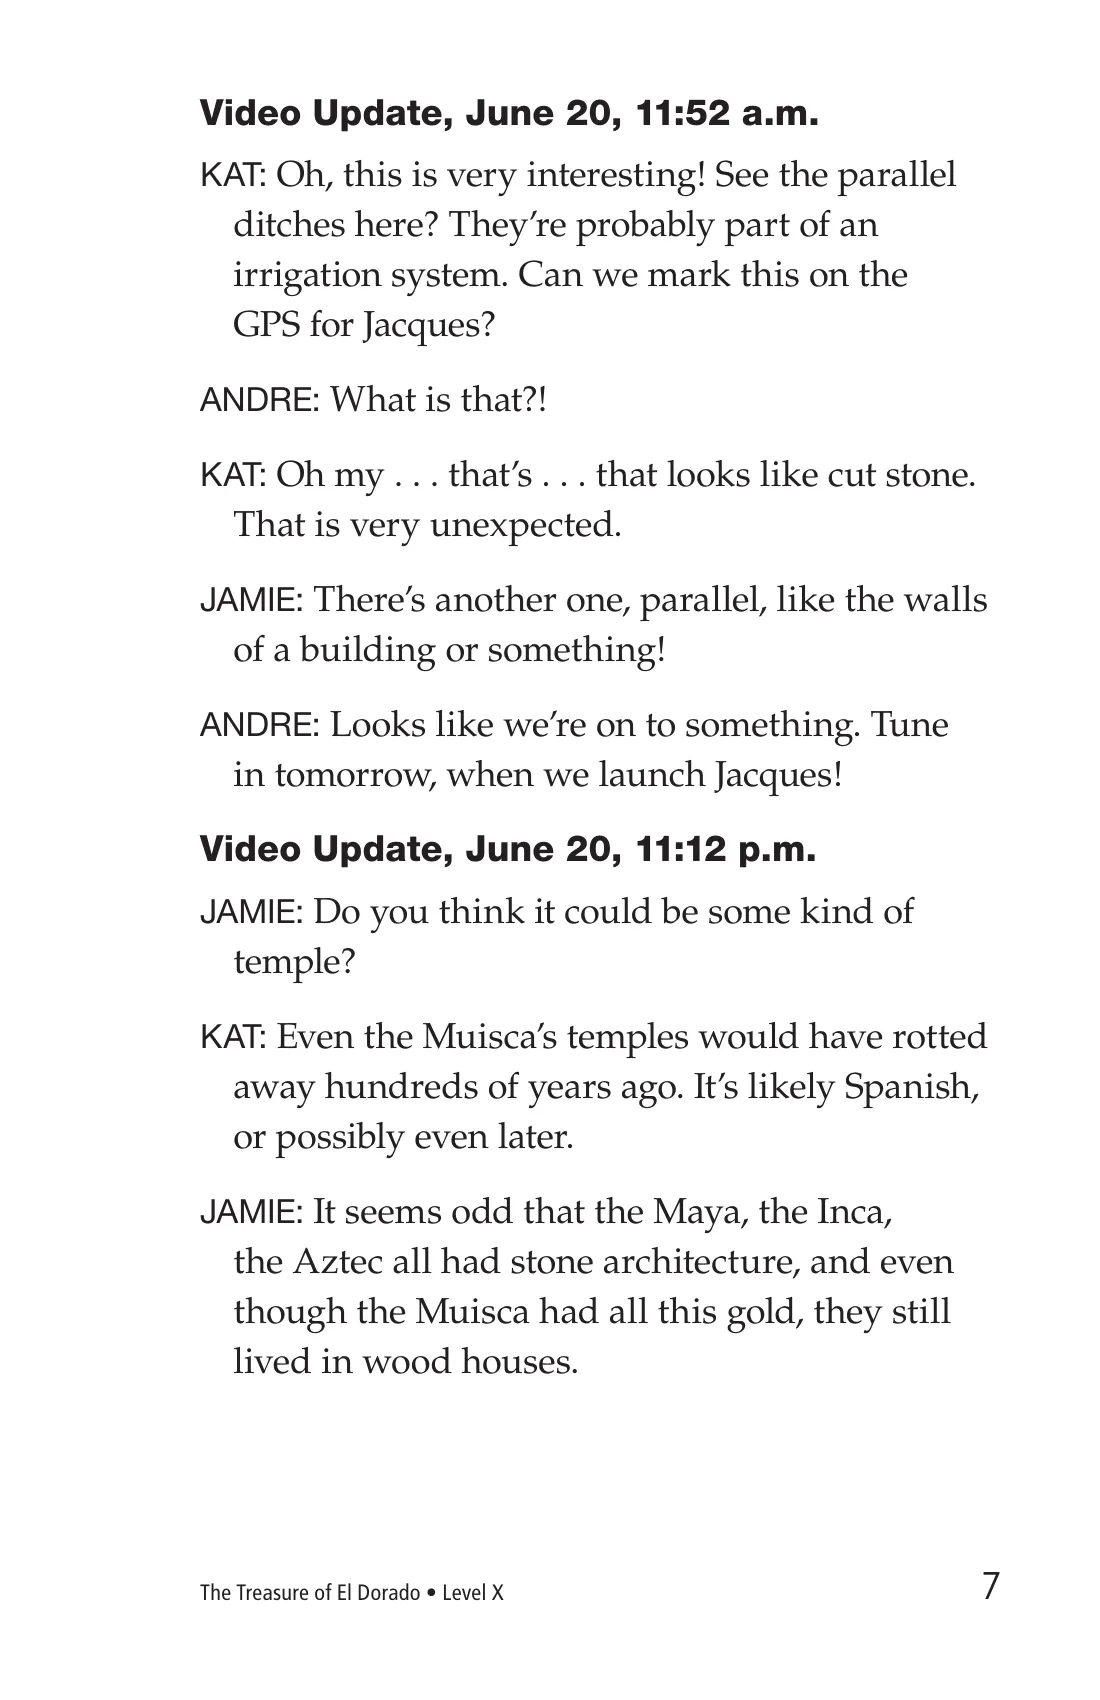 Video Update, June 20, 11:52 a.m.
KAT: Oh, this is very interesting! See the parallel
ditches here? They’re probably part of an
irrigation system. Can we mark this on the
GPS for Jacques?
ANDRE: What is that?!
KAT: Oh my . . . that’s . . . that looks like cut stone.
That is very unexpected.
JAMIE: There’s another one, parallel, like the walls
of a building or something!
ANDRE: Looks like we’re on to something. Tune
in tomorrow, when we launch Jacques!
Video Update, June 20, 11:12 p.m.
JAMIE: Do you think it could be some kind of
temple?
KAT: Even the Muisca’s temples would have rotted
away hundreds of years ago. It’s likely Spanish,
or possibly even later.
JAMIE: It seems odd that the Maya, the Inca,
the Aztec all had stone architecture, and even
though the Muisca had all this gold, they still
lived in wood houses.
The Treasure of El Dorado • Level X
7